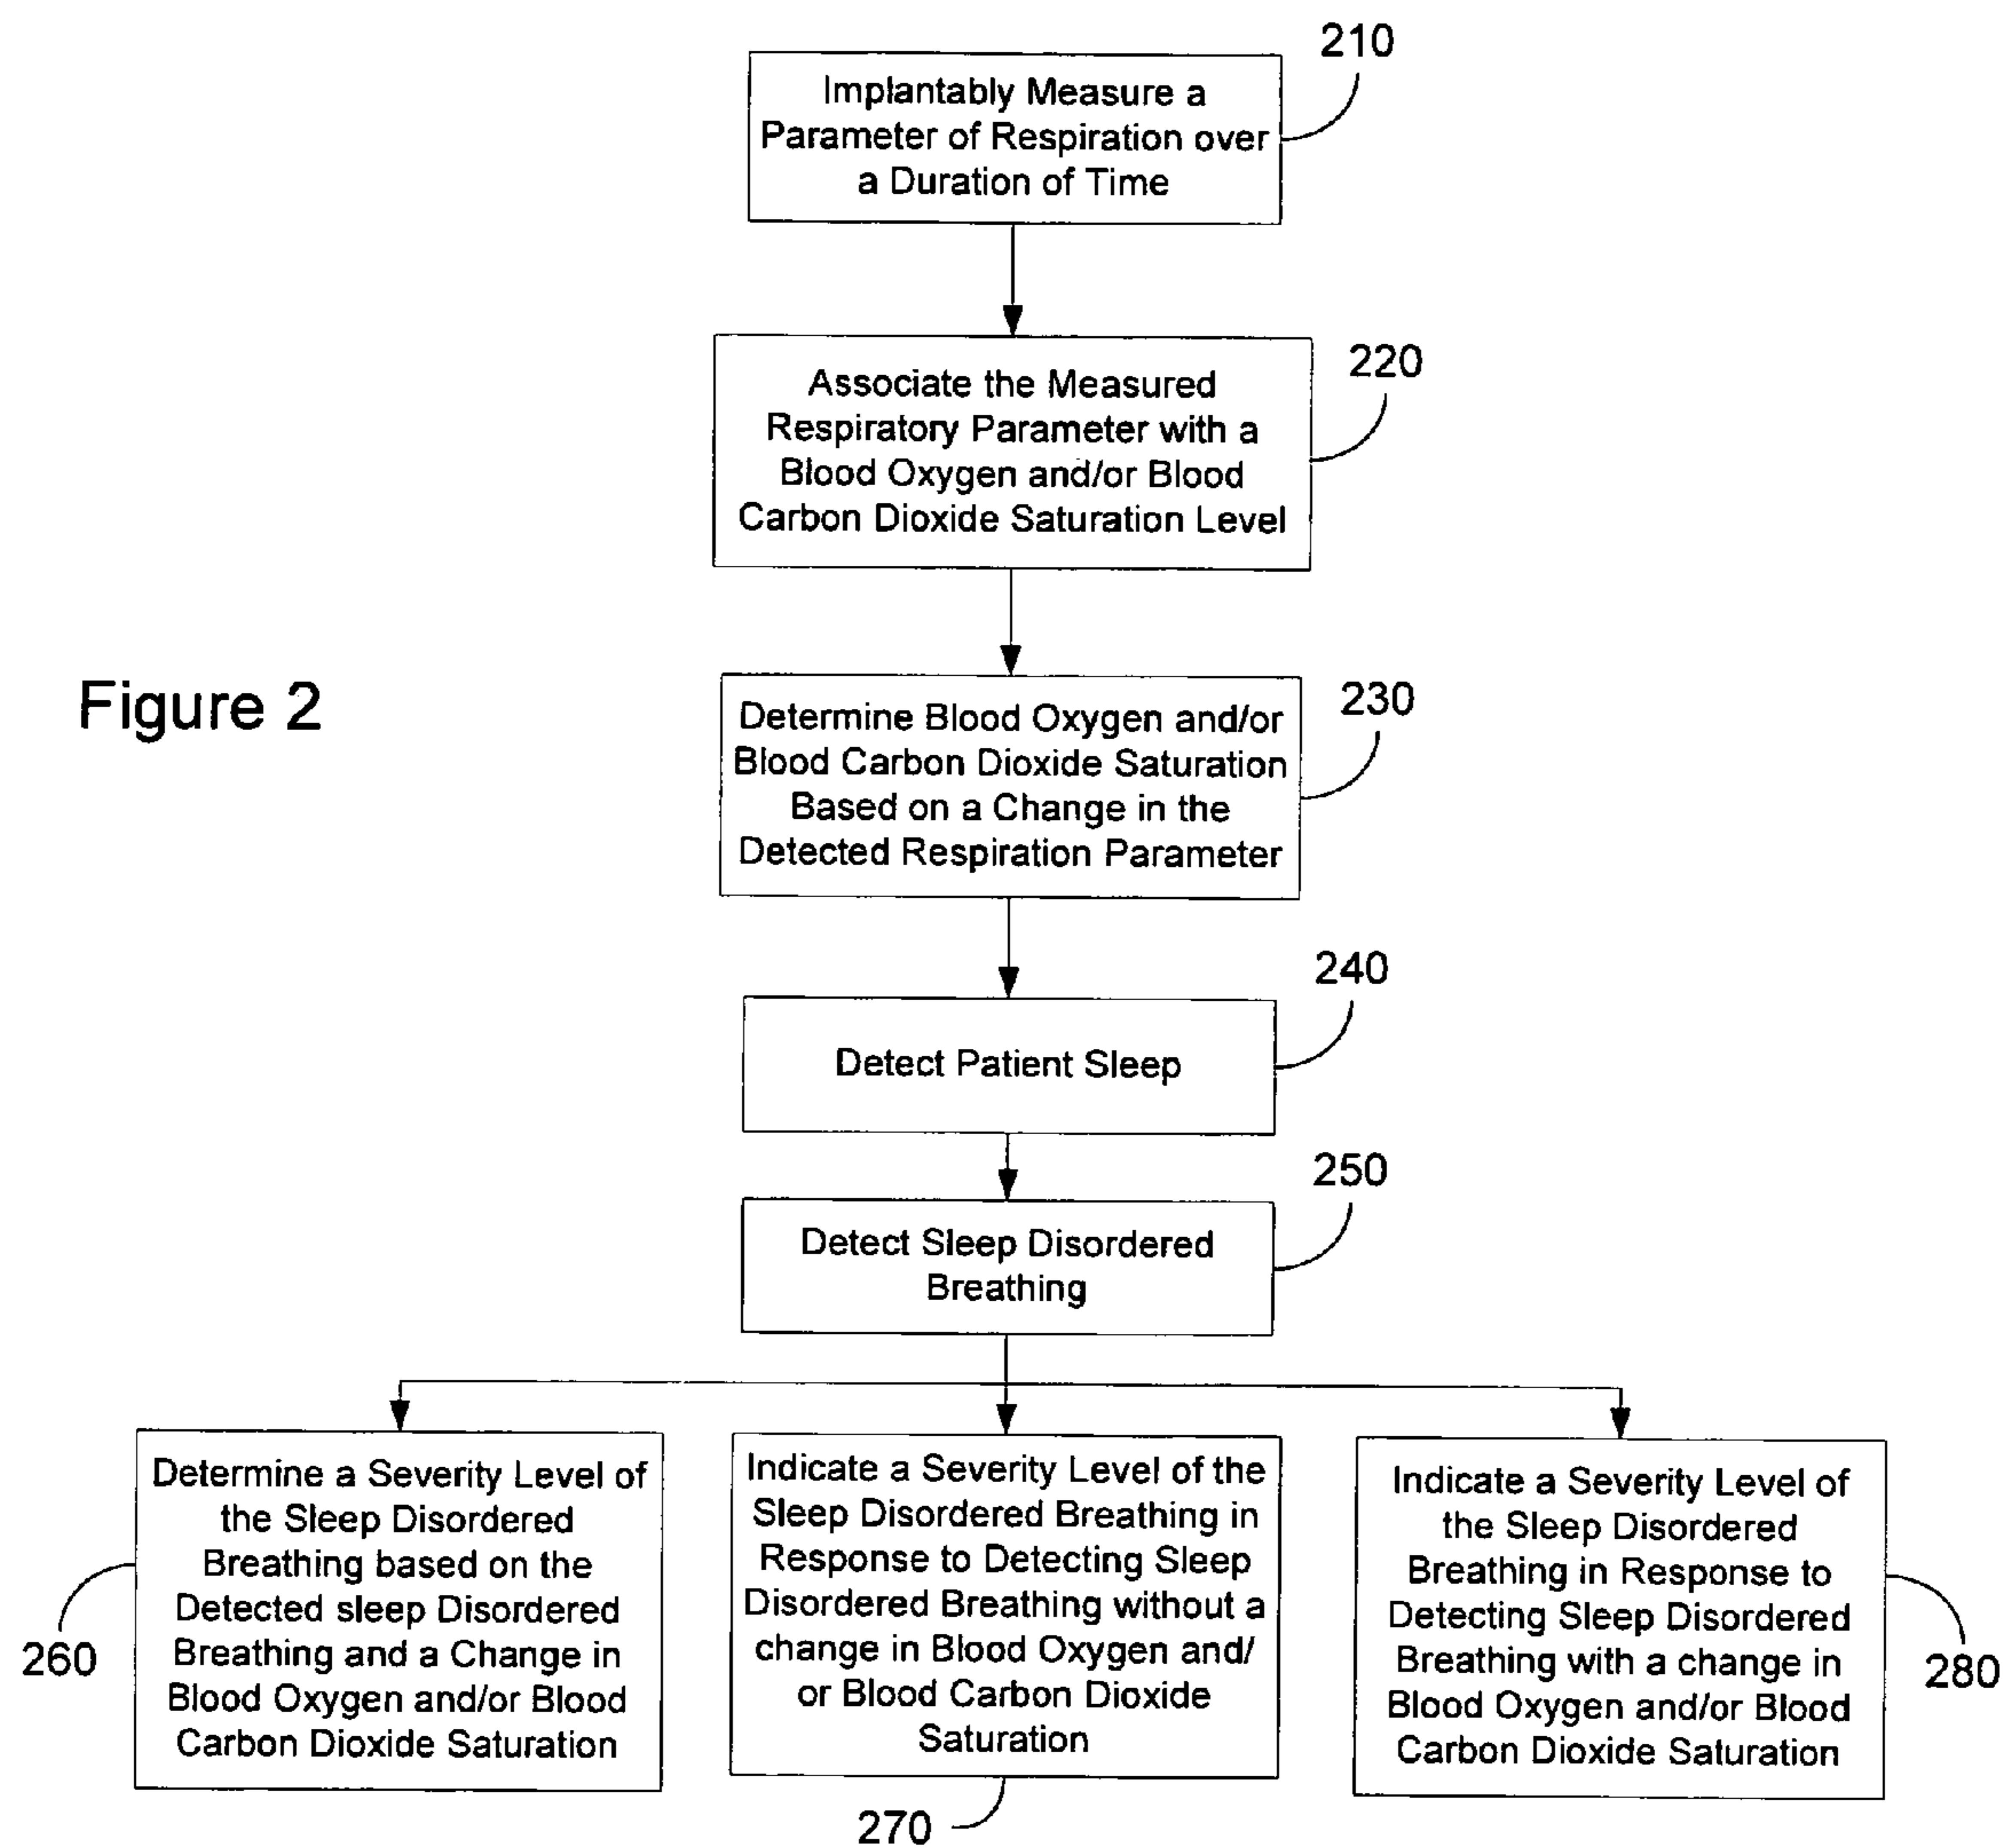 210
Implantably Measure a
Parameter of Respiration over
a Duration of Time
220
Associate the Measured
Respiratory Parameter with a
Blood Oxygen and/or Blood
Carbon Dioxide Saturation Level
Figure 2
230
Determine Blood Oxygen and/or
Blood Carbon Dioxide Saturation
Based on a Change in the
Detected Respiration Parameter
240
Detect Patient Sleep
250
Detect Sleep Disordered
Breathing
Determine a Severity Level of
the Sleep Disordered
Breathing based on the
Detected sleep Disordered
Breathing and a Change in
Blood Oxygen and/or Blood
Carbon Dioxide Saturation
260
Indicate a Severity Level of the
Sleep Disordered Breathing in
Response to Detecting Sleep
Disordered Breathing without a
change in Blood Oxygen and/
or Blood Carbon Dioxide
Saturation
270
Indicate a Severity Level of
the Sleep Disordered
Breathing in Response to
Detecting Sleep Disordered
Breathing with a change in
Blood Oxygen and/or Blood
Carbon Dioxide Saturation
280